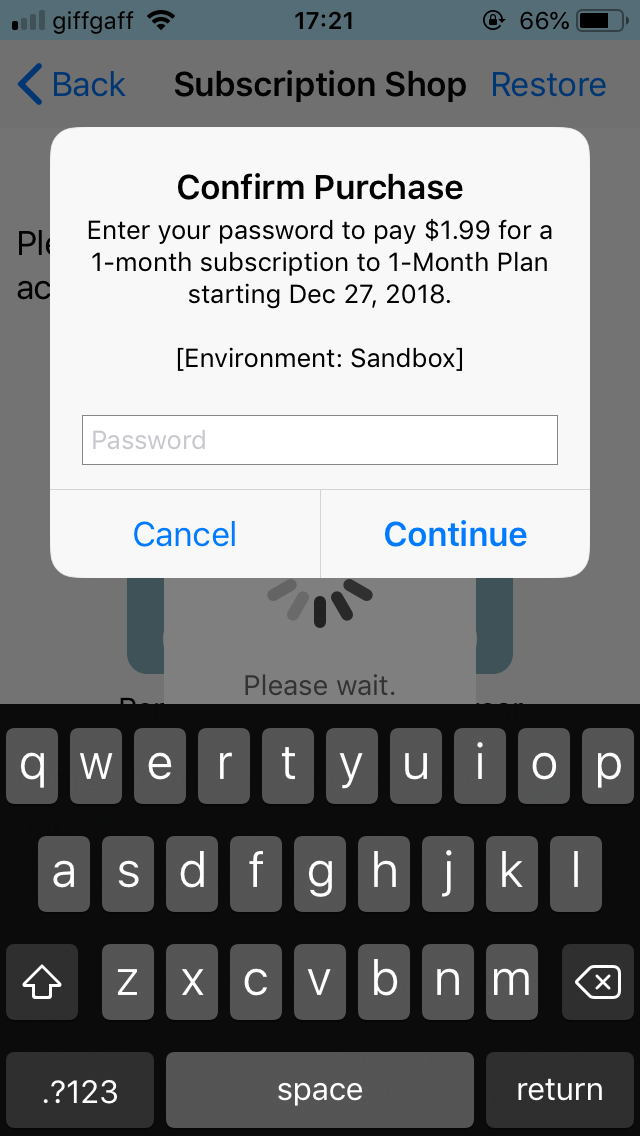 giffgaff 17:21 66%
Back Subscription Shop Restore
Confirm Purchase
Enter your password to pay $1.99 for a
1-month subscription to 1-Month Plan
starting Dec 27, 2018.
[Environment: Sandbox]
Password
Cancel Continue
Please wait.
q w e r t y u i o p
a s d f g h j k l
z x c v b n m
.?123 space return